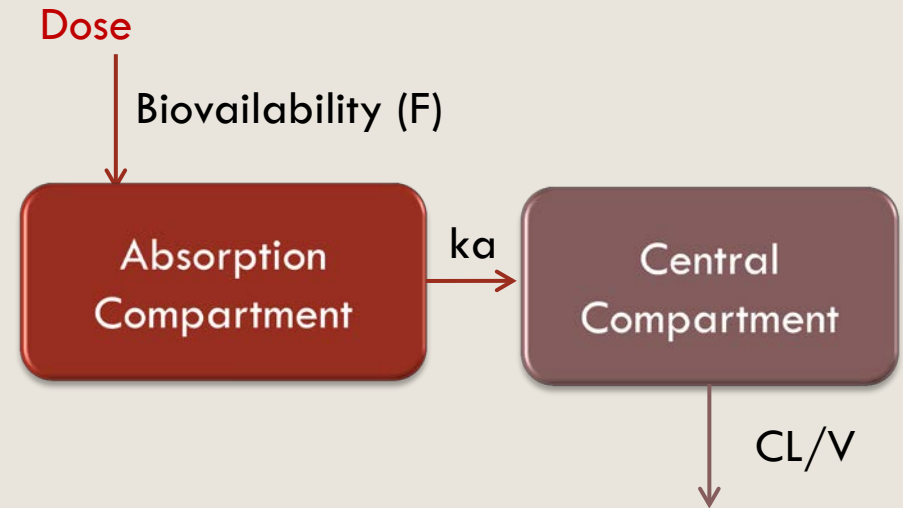 Dose
Biovailability (F)
Absorption
Compartment
ka
Central
Compartment
CL/V